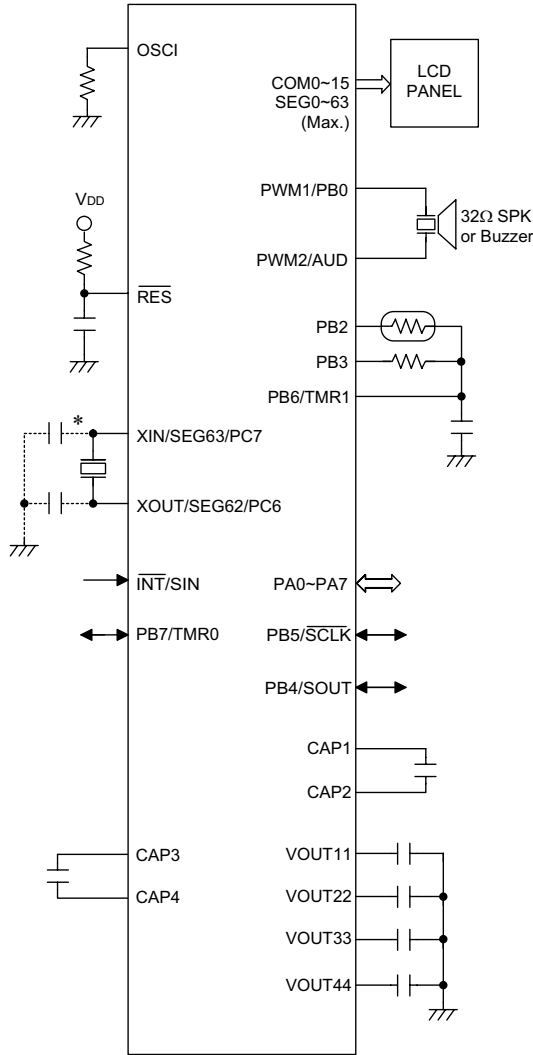 OSCI
COM0~15
SEG0~63
(Max.)
LCD
PANEL
VDD
PWM1/PB0
32Ω SPK
or Buzzer
PWM2/AUD
RES
PB2
PB3
PB6/TMR1
*
XIN/SEG63/PC7
XOUT/SEG62/PC6
INT/SIN
PA0~PA7
PB7/TMR0
PB5/SCLK
PB4/SOUT
CAP1
CAP2
CAP3
VOUT11
CAP4
VOUT22
VOUT33
VOUT44